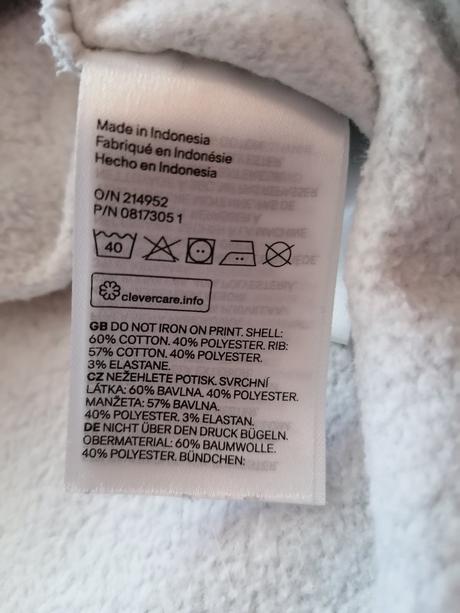 Made in Indonesia
Fabriqué en Indonésie
Hecho en Indonesia
O/N 214952
P/N 0817305 1
40
clevercare.info
GB DO NOT IRON ON PRINT. SHELL:
60% COTTON. 40% POLYESTER. RIB:
57% COTTON. 40% POLYESTER.
3% ELASTANE.
CZ NEŽEHLETE POTISK. SVRCHNÍ
LÁTKA: 60% BAVLNA. 40% POLYESTER.
MANŽETA: 57% BAVLNA.
40% POLYESTER. 3% ELASTAN.
DE NICHT ÜBER DEN DRUCK BÜGELN.
OBERMATERIAL: 60% BAUMWOLLE.
40% POLYESTER. BÜNDCHEN: